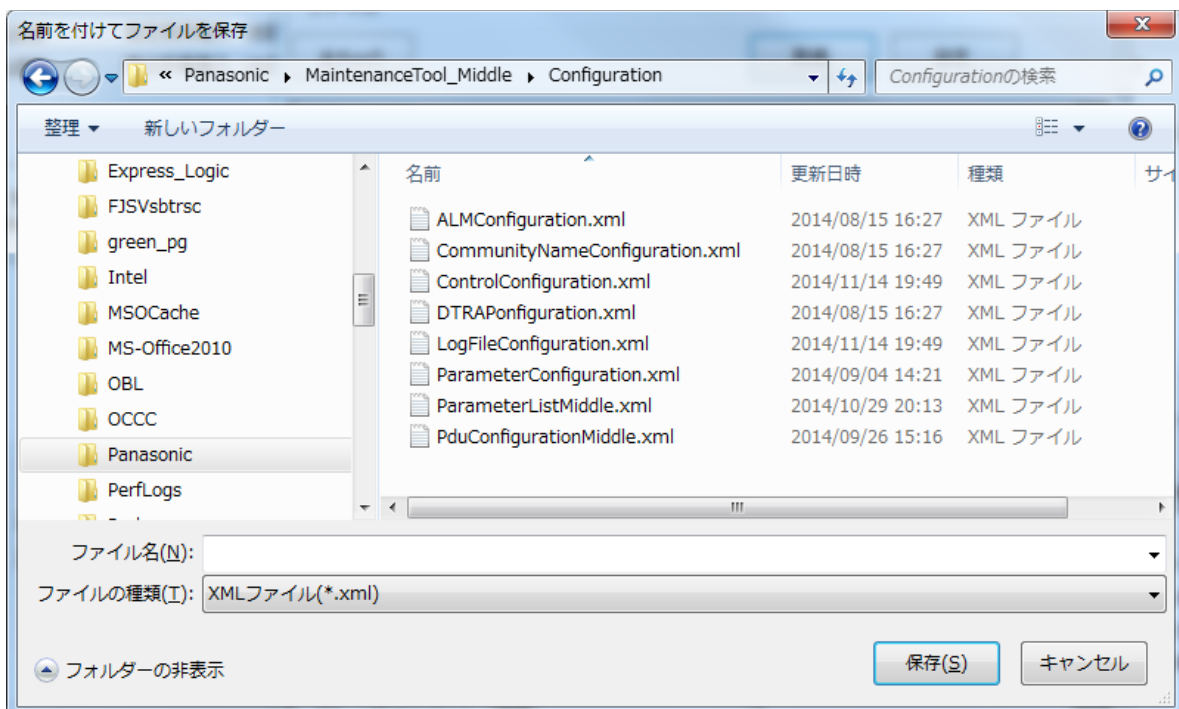 名前を付けてファイルを保存
« Panasonic MaintenanceTool_Middle Configuration Configurationの検索
整理 新しいフォルダー
Express_Logic
FJSVsbtrsc
green_pg
Intel
MSOCache
MS-Office2010
OBL
OCCC
Panasonic
PerfLogs
名前 更新日時 種類 サイ
ALMConfiguration.xml 2014/08/15 16:27 XML ファイル
CommunityNameConfiguration.xml 2014/08/15 16:27 XML ファイル
ControlConfiguration.xml 2014/11/14 19:49 XML ファイル
DTRAPonfiguration.xml 2014/08/15 16:27 XML ファイル
LogFileConfiguration.xml 2014/11/14 19:49 XML ファイル
ParameterConfiguration.xml 2014/09/04 14:21 XML ファイル
ParameterListMiddle.xml 2014/10/29 20:13 XML ファイル
PduConfigurationMiddle.xml 2014/09/26 15:16 XML ファイル
ファイル名(N):
ファイルの種類(T): XMLファイル(*.xml)
フォルダーの非表示 保存(S) キャンセル